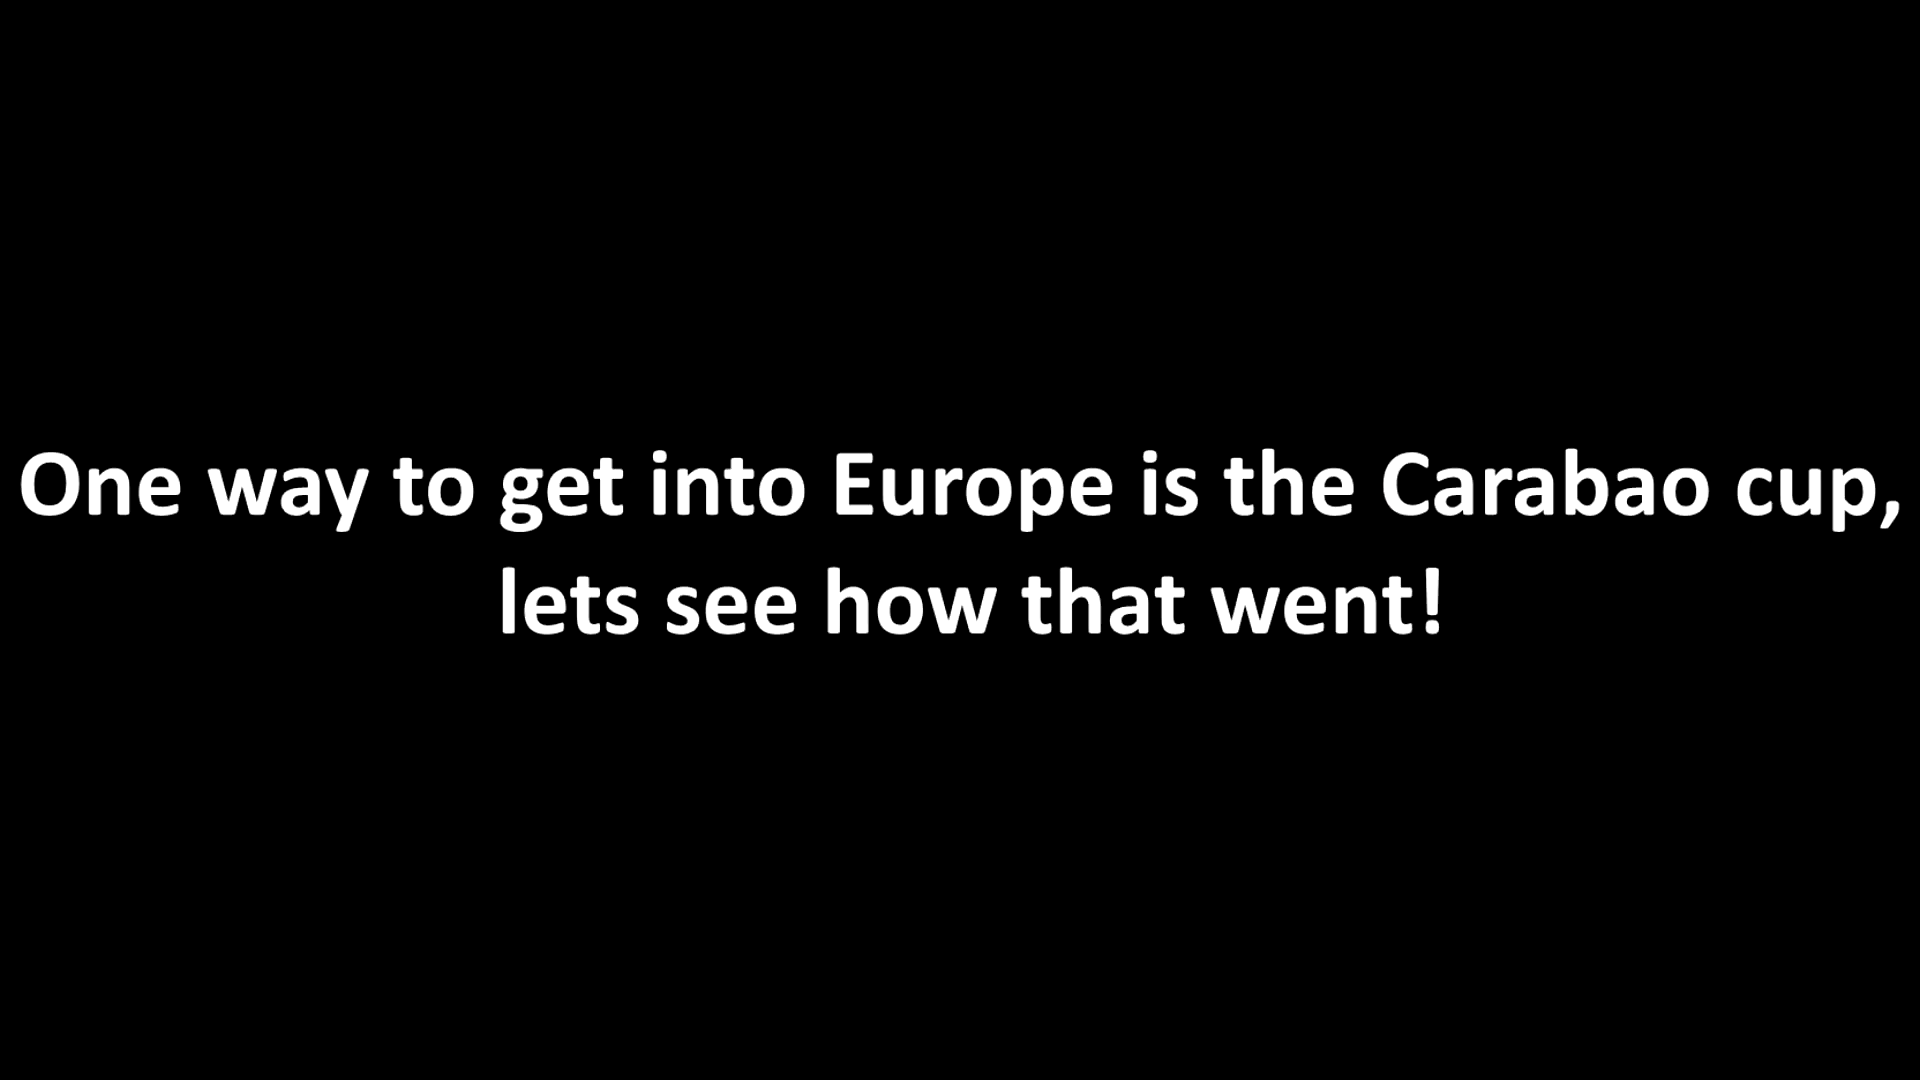 One way to get into Europe is the Carabao cup,
lets see how that went!